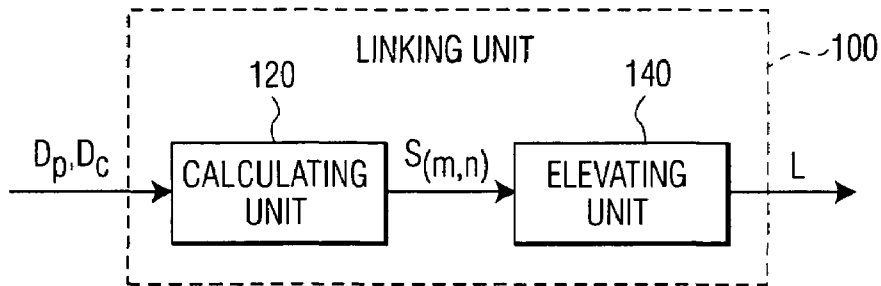 LINKING UNIT
100
120
140
Dp,Dc
CALCULATING
UNIT
S(m,n)
ELEVATING
UNIT
L